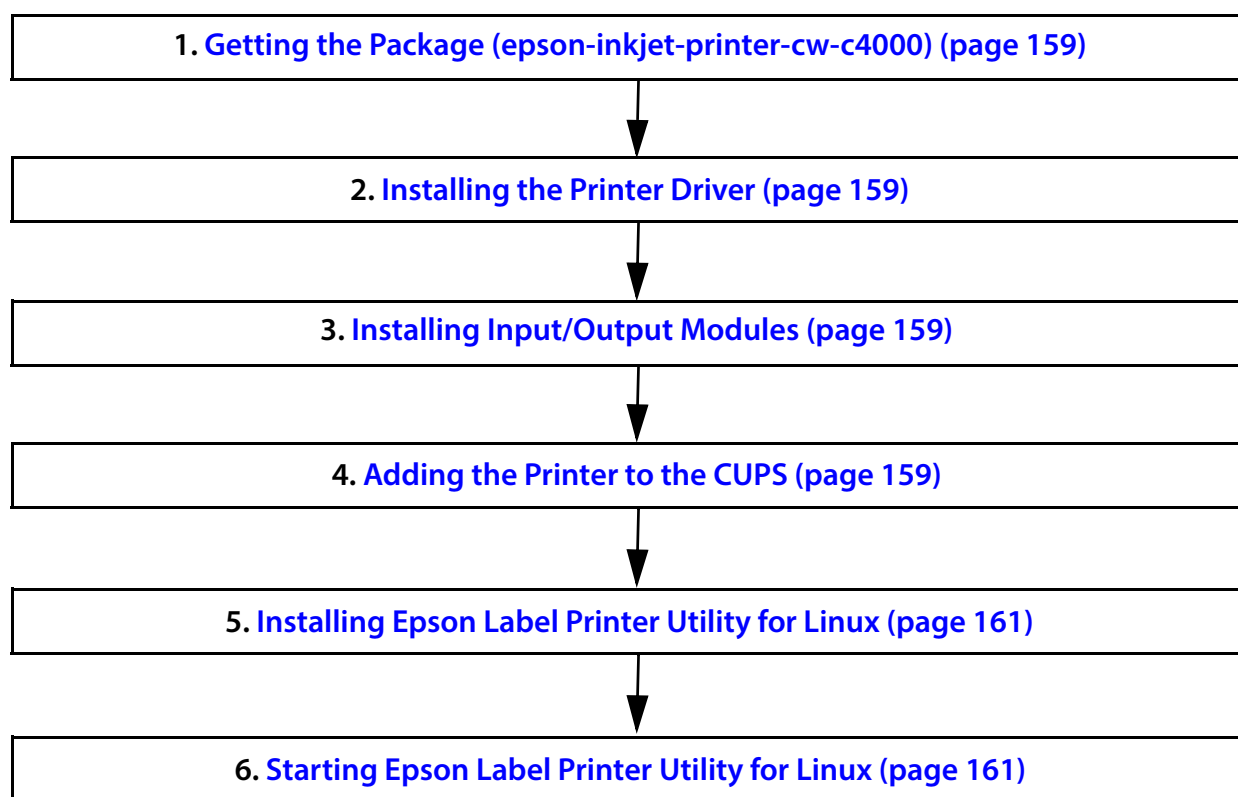 1. Getting the Package (epson-inkjet-printer-cw-c4000) (page 159)
2. Installing the Printer Driver (page 159)
3. Installing Input/Output Modules (page 159)
4. Adding the Printer to the CUPS (page 159)
5. Installing Epson Label Printer Utility for Linux (page 161)
6. Starting Epson Label Printer Utility for Linux (page 161)